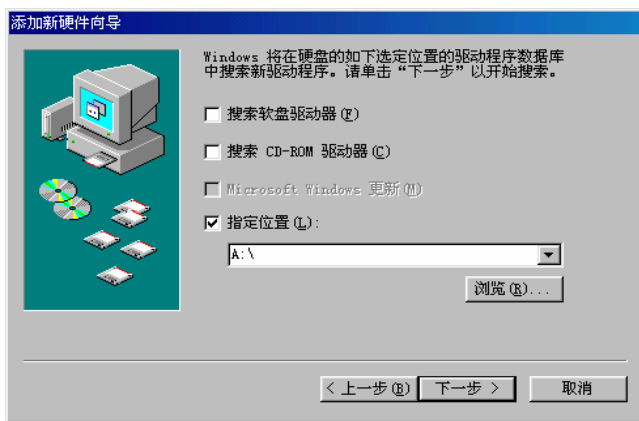 添加新硬件向导
Windows 将在硬盘的如下选定位置的驱动程序数据库
中搜索新驱动程序。请单击“下一步”以开始搜索。
搜索软盘驱动器(F)
搜索 CD-ROM 驱动器(C)
Microsoft Windows 更新(M)
指定位置(L):
A:\
浏览(R)...
< 上一步(B)
下一步 >
取消